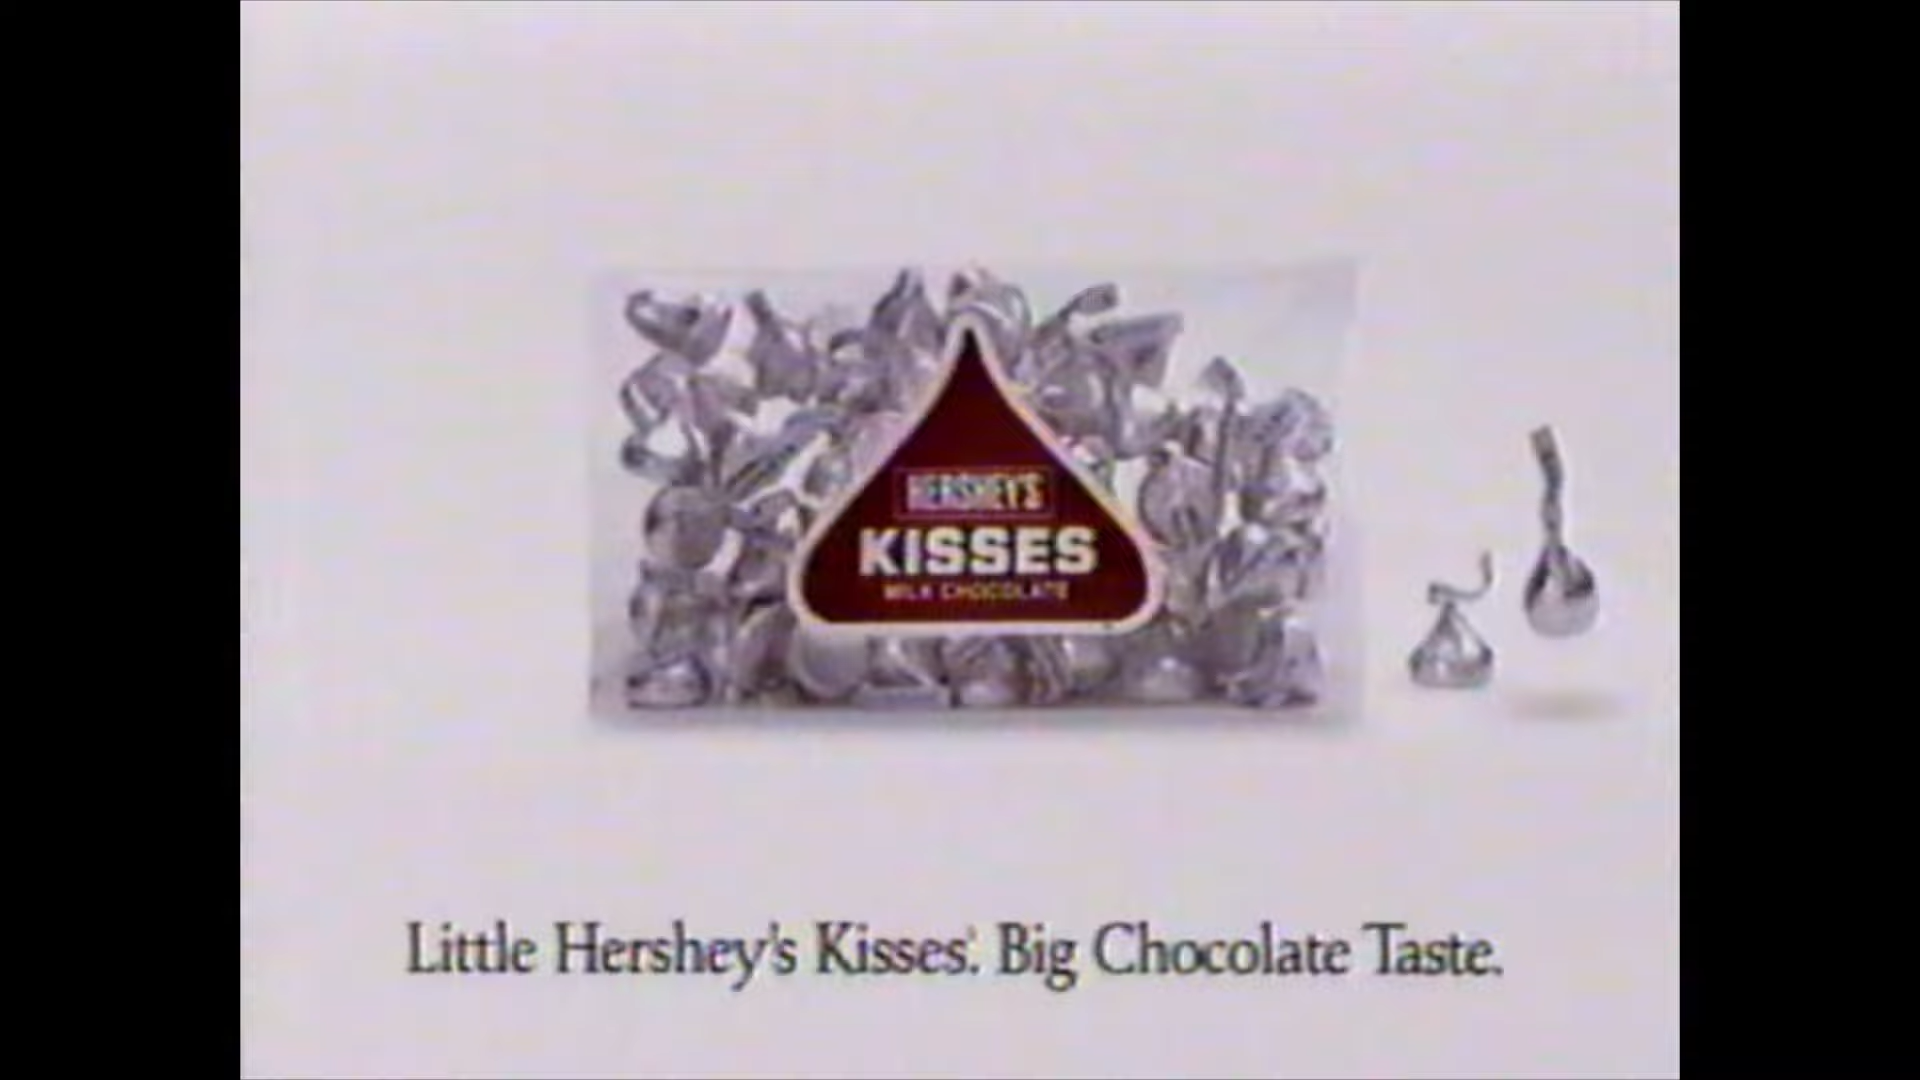 HERSHEY'S
KISSES
MILK CHOCOLATE
Little Hershey's Kisses. Big Chocolate Taste.